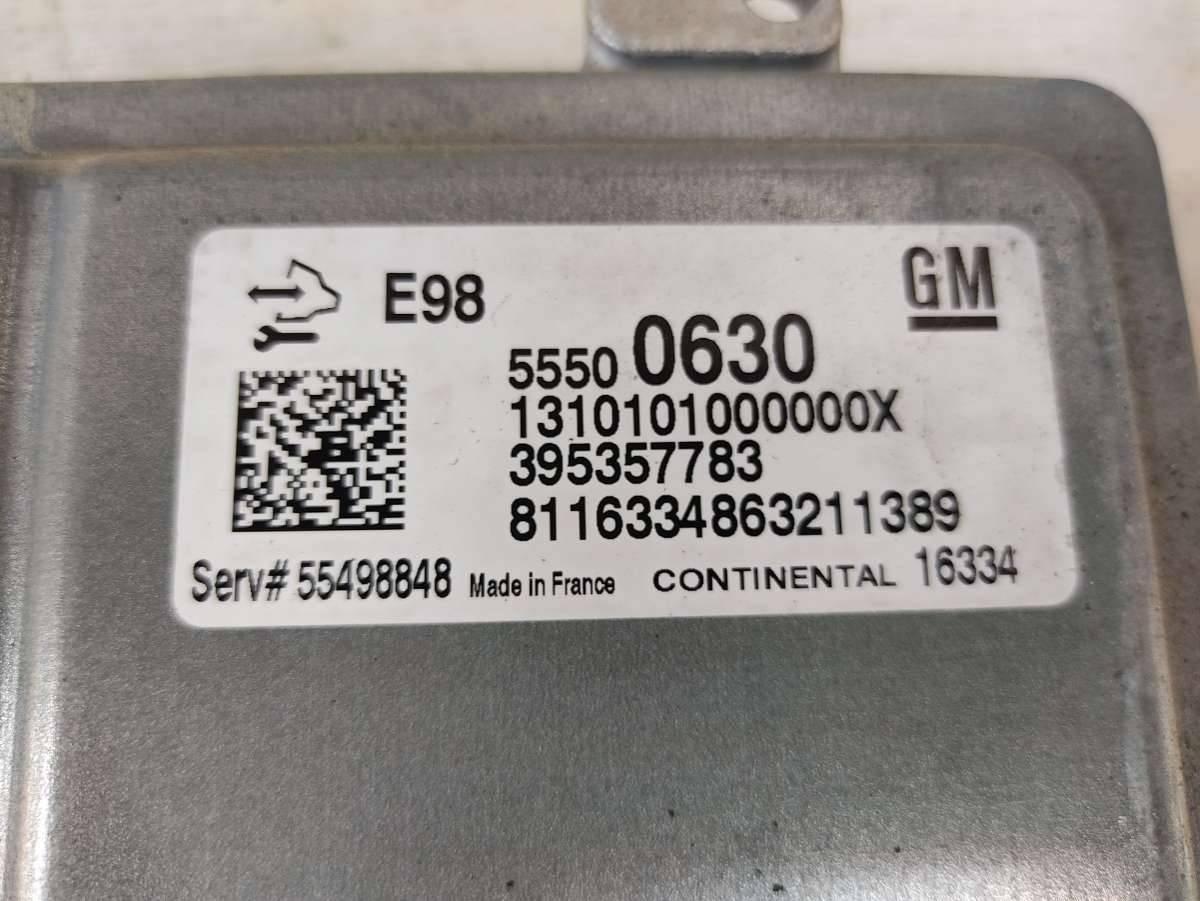 E98
GM
5550 0630
1310101000000X
395357783
8116334863211389
Serv# 55498848 Made in France CONTINENTAL 16334